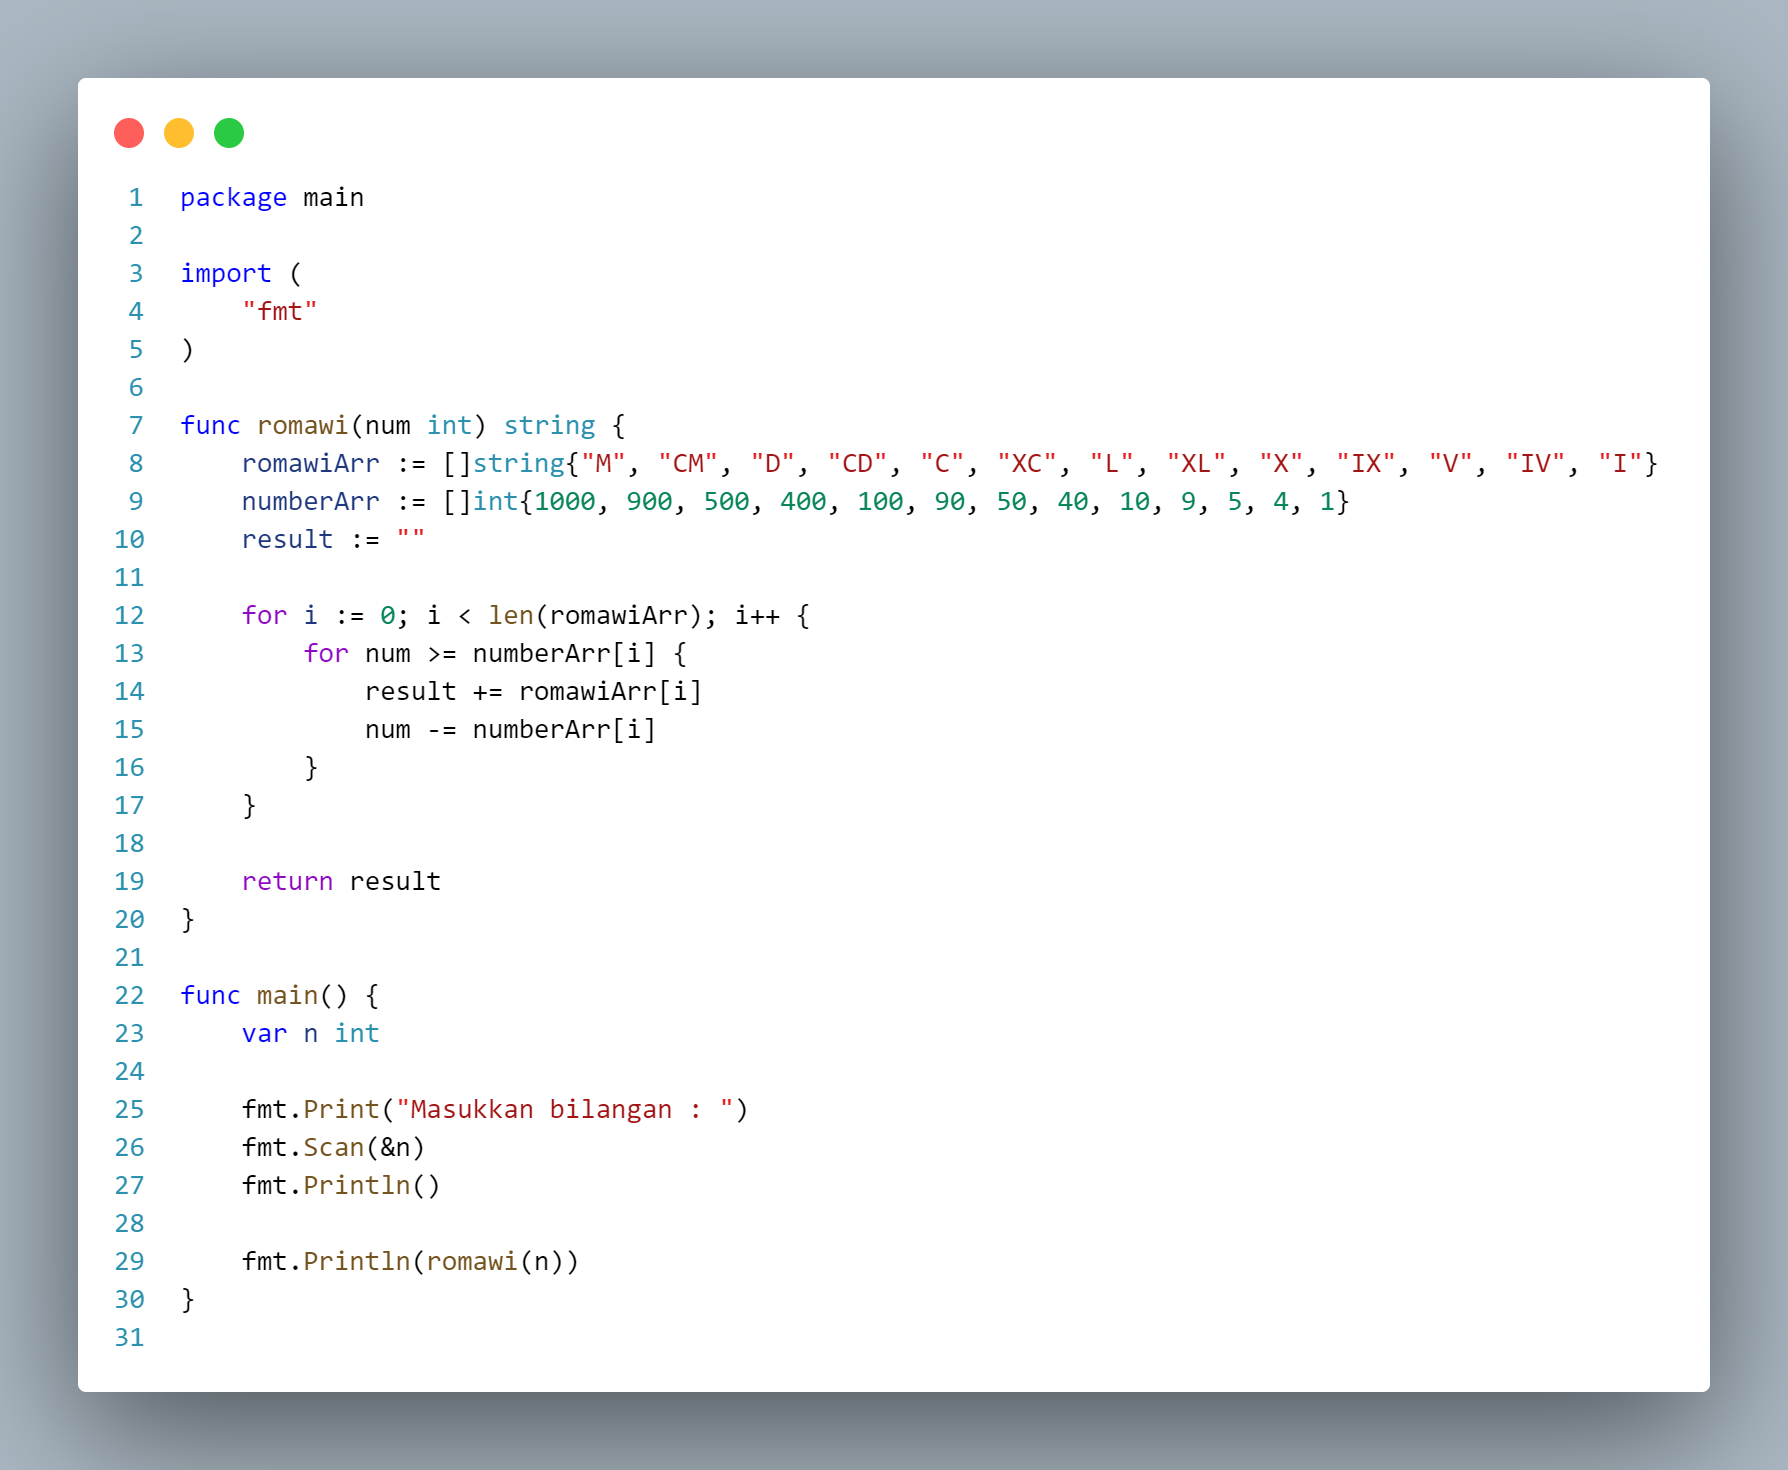 1 package main
2
3 import (
4     "fmt"
5 )
6
7 func romawi(num int) string {
8     romawiArr := []string{"M", "CM", "D", "CD", "C", "XC", "L", "XL", "X", "IX", "V", "IV", "I"}
9     numberArr := []int{1000, 900, 500, 400, 100, 90, 50, 40, 10, 9, 5, 4, 1}
10     result := ""
11
12     for i := 0; i < len(romawiArr); i++ {
13         for num >= numberArr[i] {
14             result += romawiArr[i]
15             num -= numberArr[i]
16         }
17     }
18
19     return result
20 }
21
22 func main() {
23     var n int
24
25     fmt.Print("Masukkan bilangan : ")
26     fmt.Scan(&n)
27     fmt.Println()
28
29     fmt.Println(romawi(n))
30 }
31